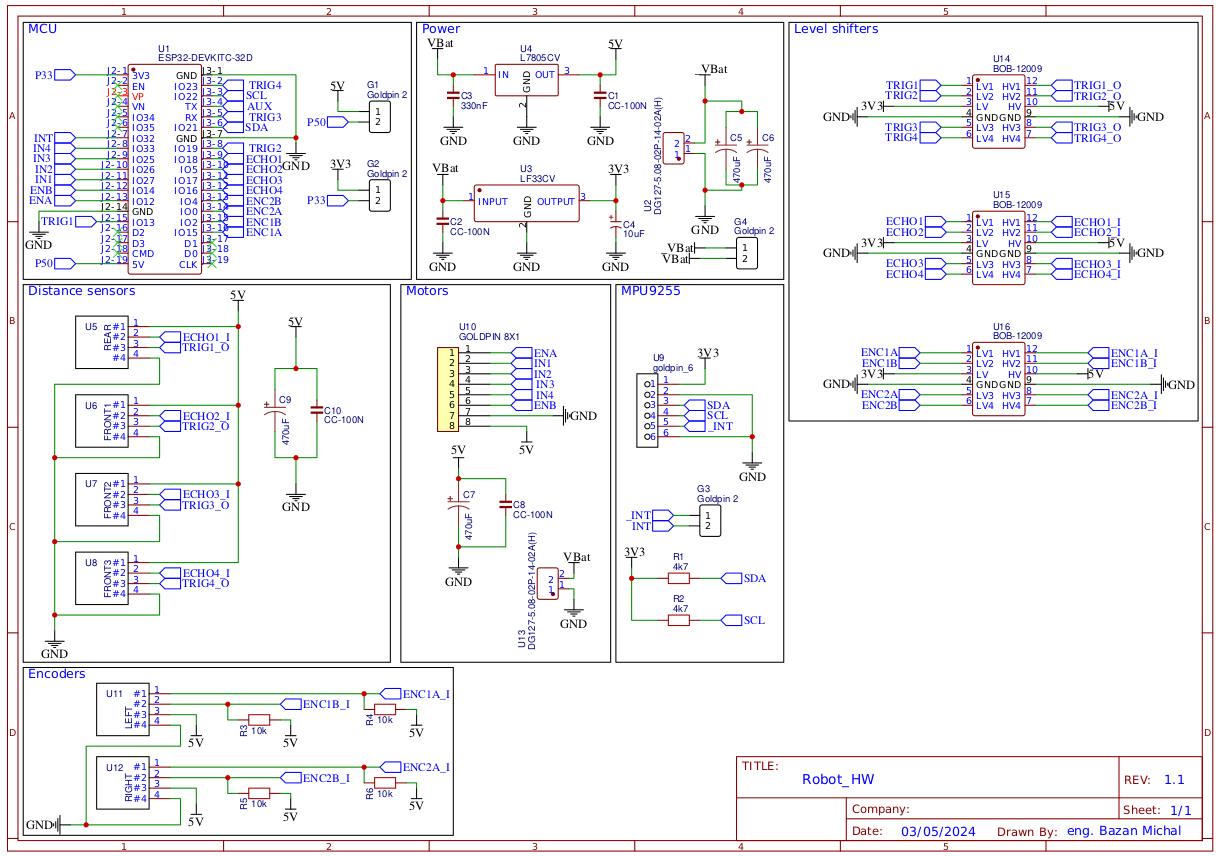 1 2 3 4 5
A
B
C
D
MCU
U1
ESP32-DEVKITC-32D
P33
J2-1 3V3 GND J3-1
J2-2 EN IO23 J3-2 TRIG4
J2-3 VP IO22 J3-3 SCL
J2-4 VN TX J3-4 AUX
J2-5 IO34 RX J3-5 TRIG3
J2-6 IO35 IO21 J3-6 SDA
INT J2-7 IO32 GND J3-7
IN4 J2-8 IO33 IO19 J3-8 TRIG2
IN3 J2-9 IO25 IO18 J3-9 ECHO1
IN2 J2-10 IO26 IO5 J3-10 ECHO2
IN1 J2-11 IO27 IO17 J3-11 ECHO3
ENB J2-12 IO14 IO16 J3-12 ECHO4
ENA J2-13 IO12 IO4 J3-13 ENC2B
J2-14 GND IO0 J3-14 ENC2A
TRIG1 J2-15 IO13 IO2 J3-15 ENC1B
J2-16 D2 IO15 J3-16 ENC1A
J2-17 D3 D1 J3-17
J2-18 CMD D0 J3-18
P50 J2-19 5V CLK J3-19
GND
GND
5V
G1
Goldpin 2
P50
1
2
3V3
G2
Goldpin 2
P33
1
2
Power
VBat
U4
L7805CV
5V
1 IN OUT 3
GND
2
C3
330nF
C1
CC-100N
GND GND GND
VBat
U3
LF33CV
3V3
1 INPUT OUTPUT 3
GND
2
C2
CC-100N
C4
10uF
GND GND GND
VBat
U2
DG127-5.08-02P-14-02A(H)
2 2
1 1
C5
470uF
C6
470uF
GND
G4
Goldpin 2
VBat 1
VBat 2
Level shifters
U14
BOB-12009
TRIG1 1 LV1 HV1 12 TRIG1_O
TRIG2 2 LV2 HV2 11 TRIG2_O
3V3 3 LV HV 10 5V
GND 4 GND GND 9 GND
TRIG3 5 LV3 HV3 8 TRIG3_O
TRIG4 6 LV4 HV4 7 TRIG4_O
U15
BOB-12009
ECHO1 1 LV1 HV1 12 ECHO1_I
ECHO2 2 LV2 HV2 11 ECHO2_I
3V3 3 LV HV 10 5V
GND 4 GND GND 9 GND
ECHO3 5 LV3 HV3 8 ECHO3_I
ECHO4 6 LV4 HV4 7 ECHO4_I
U16
BOB-12009
ENC1A 1 LV1 HV1 12 ENC1A_I
ENC1B 2 LV2 HV2 11 ENC1B_I
3V3 3 LV HV 10 5V
GND 4 GND GND 9 GND
ENC2A 5 LV3 HV3 8 ENC2A_I
ENC2B 6 LV4 HV4 7 ENC2B_I
Distance sensors
5V
U5
REAR
#1 1
#2 2 ECHO1_I
#3 3 TRIG1_O
#4 4
U6
FRONT1
#1 1
#2 2 ECHO2_I
#3 3 TRIG2_O
#4 4
U7
FRONT2
#1 1
#2 2 ECHO3_I
#3 3 TRIG3_O
#4 4
U8
FRONT3
#1 1
#2 2 ECHO4_I
#3 3 TRIG4_O
#4 4
GND
5V
C9
470uF
C10
CC-100N
GND
Motors
U10
GOLDPIN 8X1
1 1 ENA
2 2 IN1
3 3 IN2
4 4 IN3
5 5 IN4
6 6 ENB
7 7 GND
8 8
5V
5V
C7
470uF
C8
CC-100N
GND
U13
DG127-5.08-02P-14-02A(H)
VBat
2 2
1 1
GND
MPU9255
U9
goldpin_6
3V3
1 1
2 2
3 3 SDA
4 4 SCL
5 5 _INT
6 6
GND
G3
Goldpin 2
_INT 1
INT 2
3V3
R1
4k7
SDA
R2
4k7
SCL
Encoders
U11
LEFT
#1 1 ENC1A_I
#2 2 ENC1B_I
#3 3
#4 4
5V
R3
10k
5V
R4
10k
5V
U12
RIGHT
#1 1 ENC2A_I
#2 2 ENC2B_I
#3 3
#4 4
5V
R5
10k
5V
R6
10k
5V
GND
TITLE:
Robot_HW
REV: 1.1
Company:
Sheet: 1/1
Date: 03/05/2024
Drawn By: eng. Bazan Michal
A
B
C
D
1 2 3 4 5